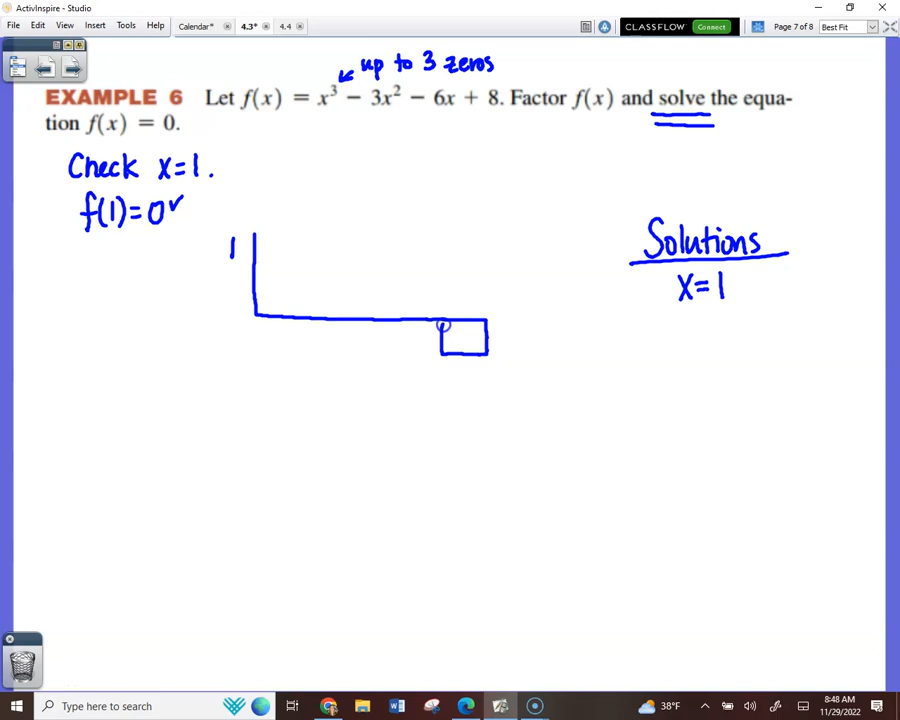 ActivInspire - Studio
File Edit View Insert Tools Help
Calendar* 4.3* 4.4
CLASSFLOW Connect
Page 7 of 8 Best Fit
up to 3 zeros
EXAMPLE 6 Let f(x) = x³ − 3x² − 6x + 8. Factor f(x) and solve the equa-
tion f(x) = 0.
Check x=1.
f(1)=0✓
1
Solutions
x=1
Type here to search
38°F
8:48 AM
11/29/2022